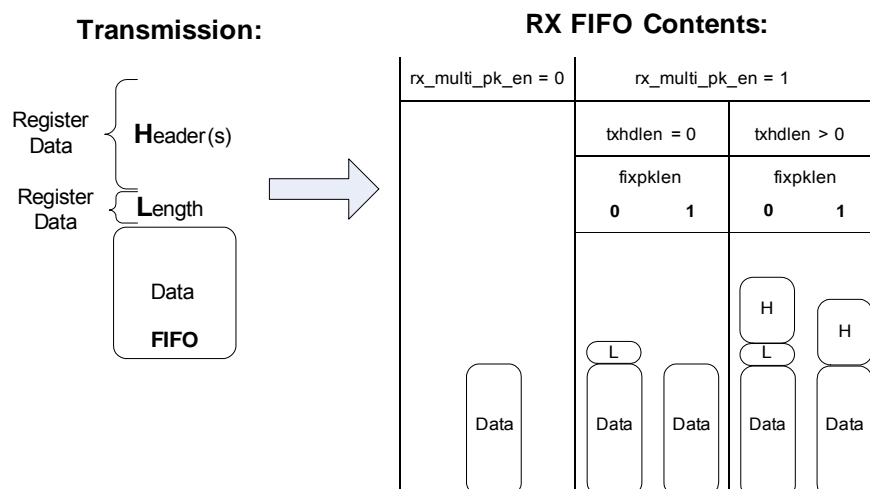 Transmission:
RX FIFO Contents:
rx_multi_pk_en = 0
rx_multi_pk_en = 1
Register
Data
Header(s)
txhdlen = 0
txhdlen > 0
Register
Data
Length
fixpklen
fixpklen
0
1
0
1
Data
FIFO
H
H
L
L
Data
Data
Data
Data
Data